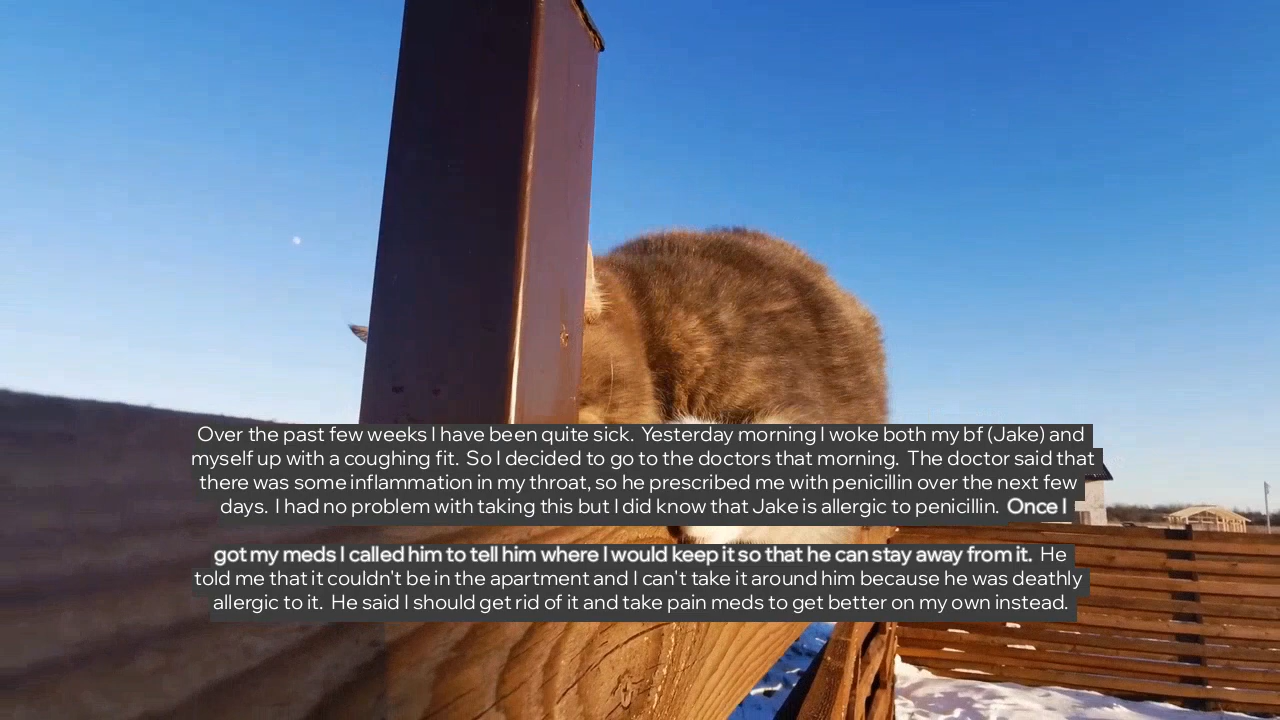 Over the past few weeks I have been quite sick. Yesterday morning I woke both my bf (Jake) and
myself up with a coughing fit. So I decided to go to the doctors that morning. The doctor said that
there was some inflammation in my throat, so he prescribed me with penicillin over the next few
days. I had no problem with taking this but I did know that Jake is allergic to penicillin. Once I
got my meds I called him to tell him where I would keep it so that he can stay away from it. He
told me that it couldn't be in the apartment and I can't take it around him because he was deathly
allergic to it. He said I should get rid of it and take pain meds to get better on my own instead.